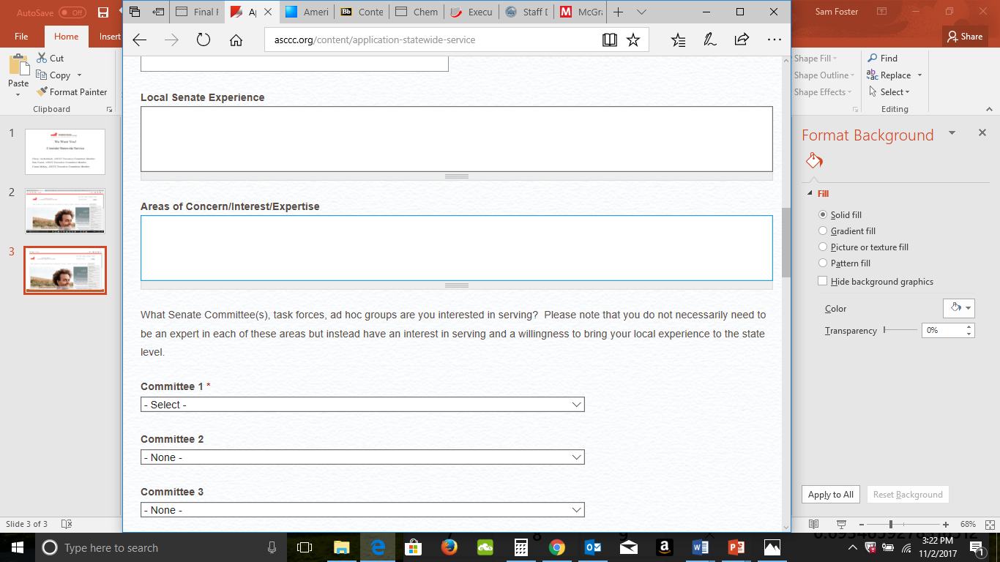 AutoSave Off
Final F
Ap
Ameri
Conte
Chem
Execu
Staff D
McGra
Sam Foster
File Home Insert
asccc.org/content/application-statewide-service
Share
Paste
Cut
Copy
Format Painter
Clipboard
Shape Fill
Shape Outline
Shape Effects
Find
Replace
Select
Editing
1
We Want You!
Consider Statewide Service
2
3
Local Senate Experience
Areas of Concern/Interest/Expertise
What Senate Committee(s), task forces, ad hoc groups are you interested in serving? Please note that you do not necessarily need to
be an expert in each of these areas but instead have an interest in serving and a willingness to bring your local experience to the state
level.
Committee 1 *
- Select -
Committee 2
- None -
Committee 3
- None -
Format Background
Fill
Solid fill
Gradient fill
Picture or texture fill
Pattern fill
Hide background graphics
Color
Transparency 0%
Apply to All
Reset Background
Slide 3 of 3
68%
Type here to search
3:22 PM
11/2/2017
1